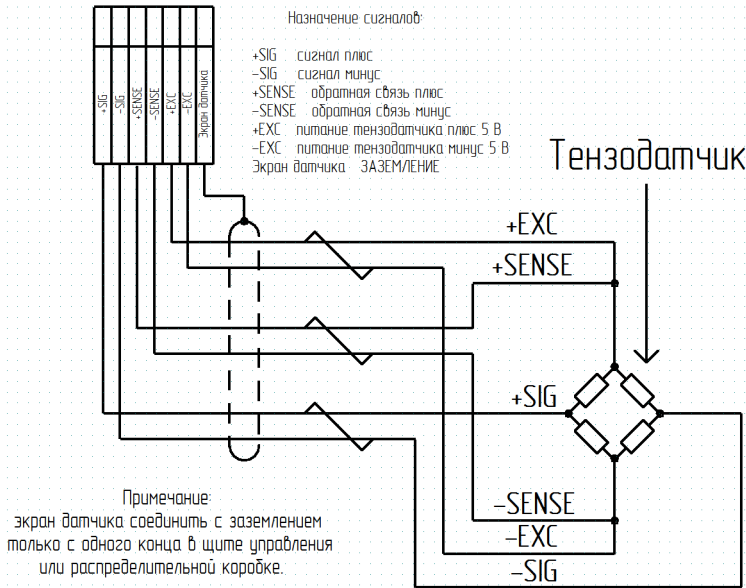 Назначение сигналов:
+SIG сигнал плюс
-SIG сигнал минус
+SENSE обратная связь плюс
-SENSE обратная связь минус
+EXC питание тензодатчика плюс 5 В
-EXC питание тензодатчика минус 5 В
Экран датчика ЗАЗЕМЛЕНИЕ
+SIG
-SIG
+SENSE
-SENSE
+EXC
-EXC
Экран датчика
Тензодатчик
+EXC
+SENSE
+SIG
-SENSE
-EXC
-SIG
Примечание:
экран датчика соединить с заземлением
только с одного конца в щите управления
или распределительной коробке.